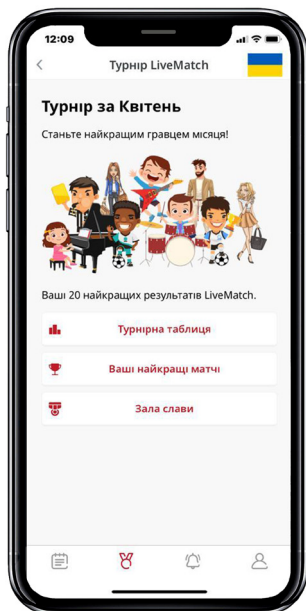 12:09
Турнір LiveMatch
Турнір за Квітень
Станьте найкращим гравцем місяця!
Ваші 20 найкращих результатів LiveMatch.
Турнірна таблиця
Ваші найкращі матчі
Зала слави